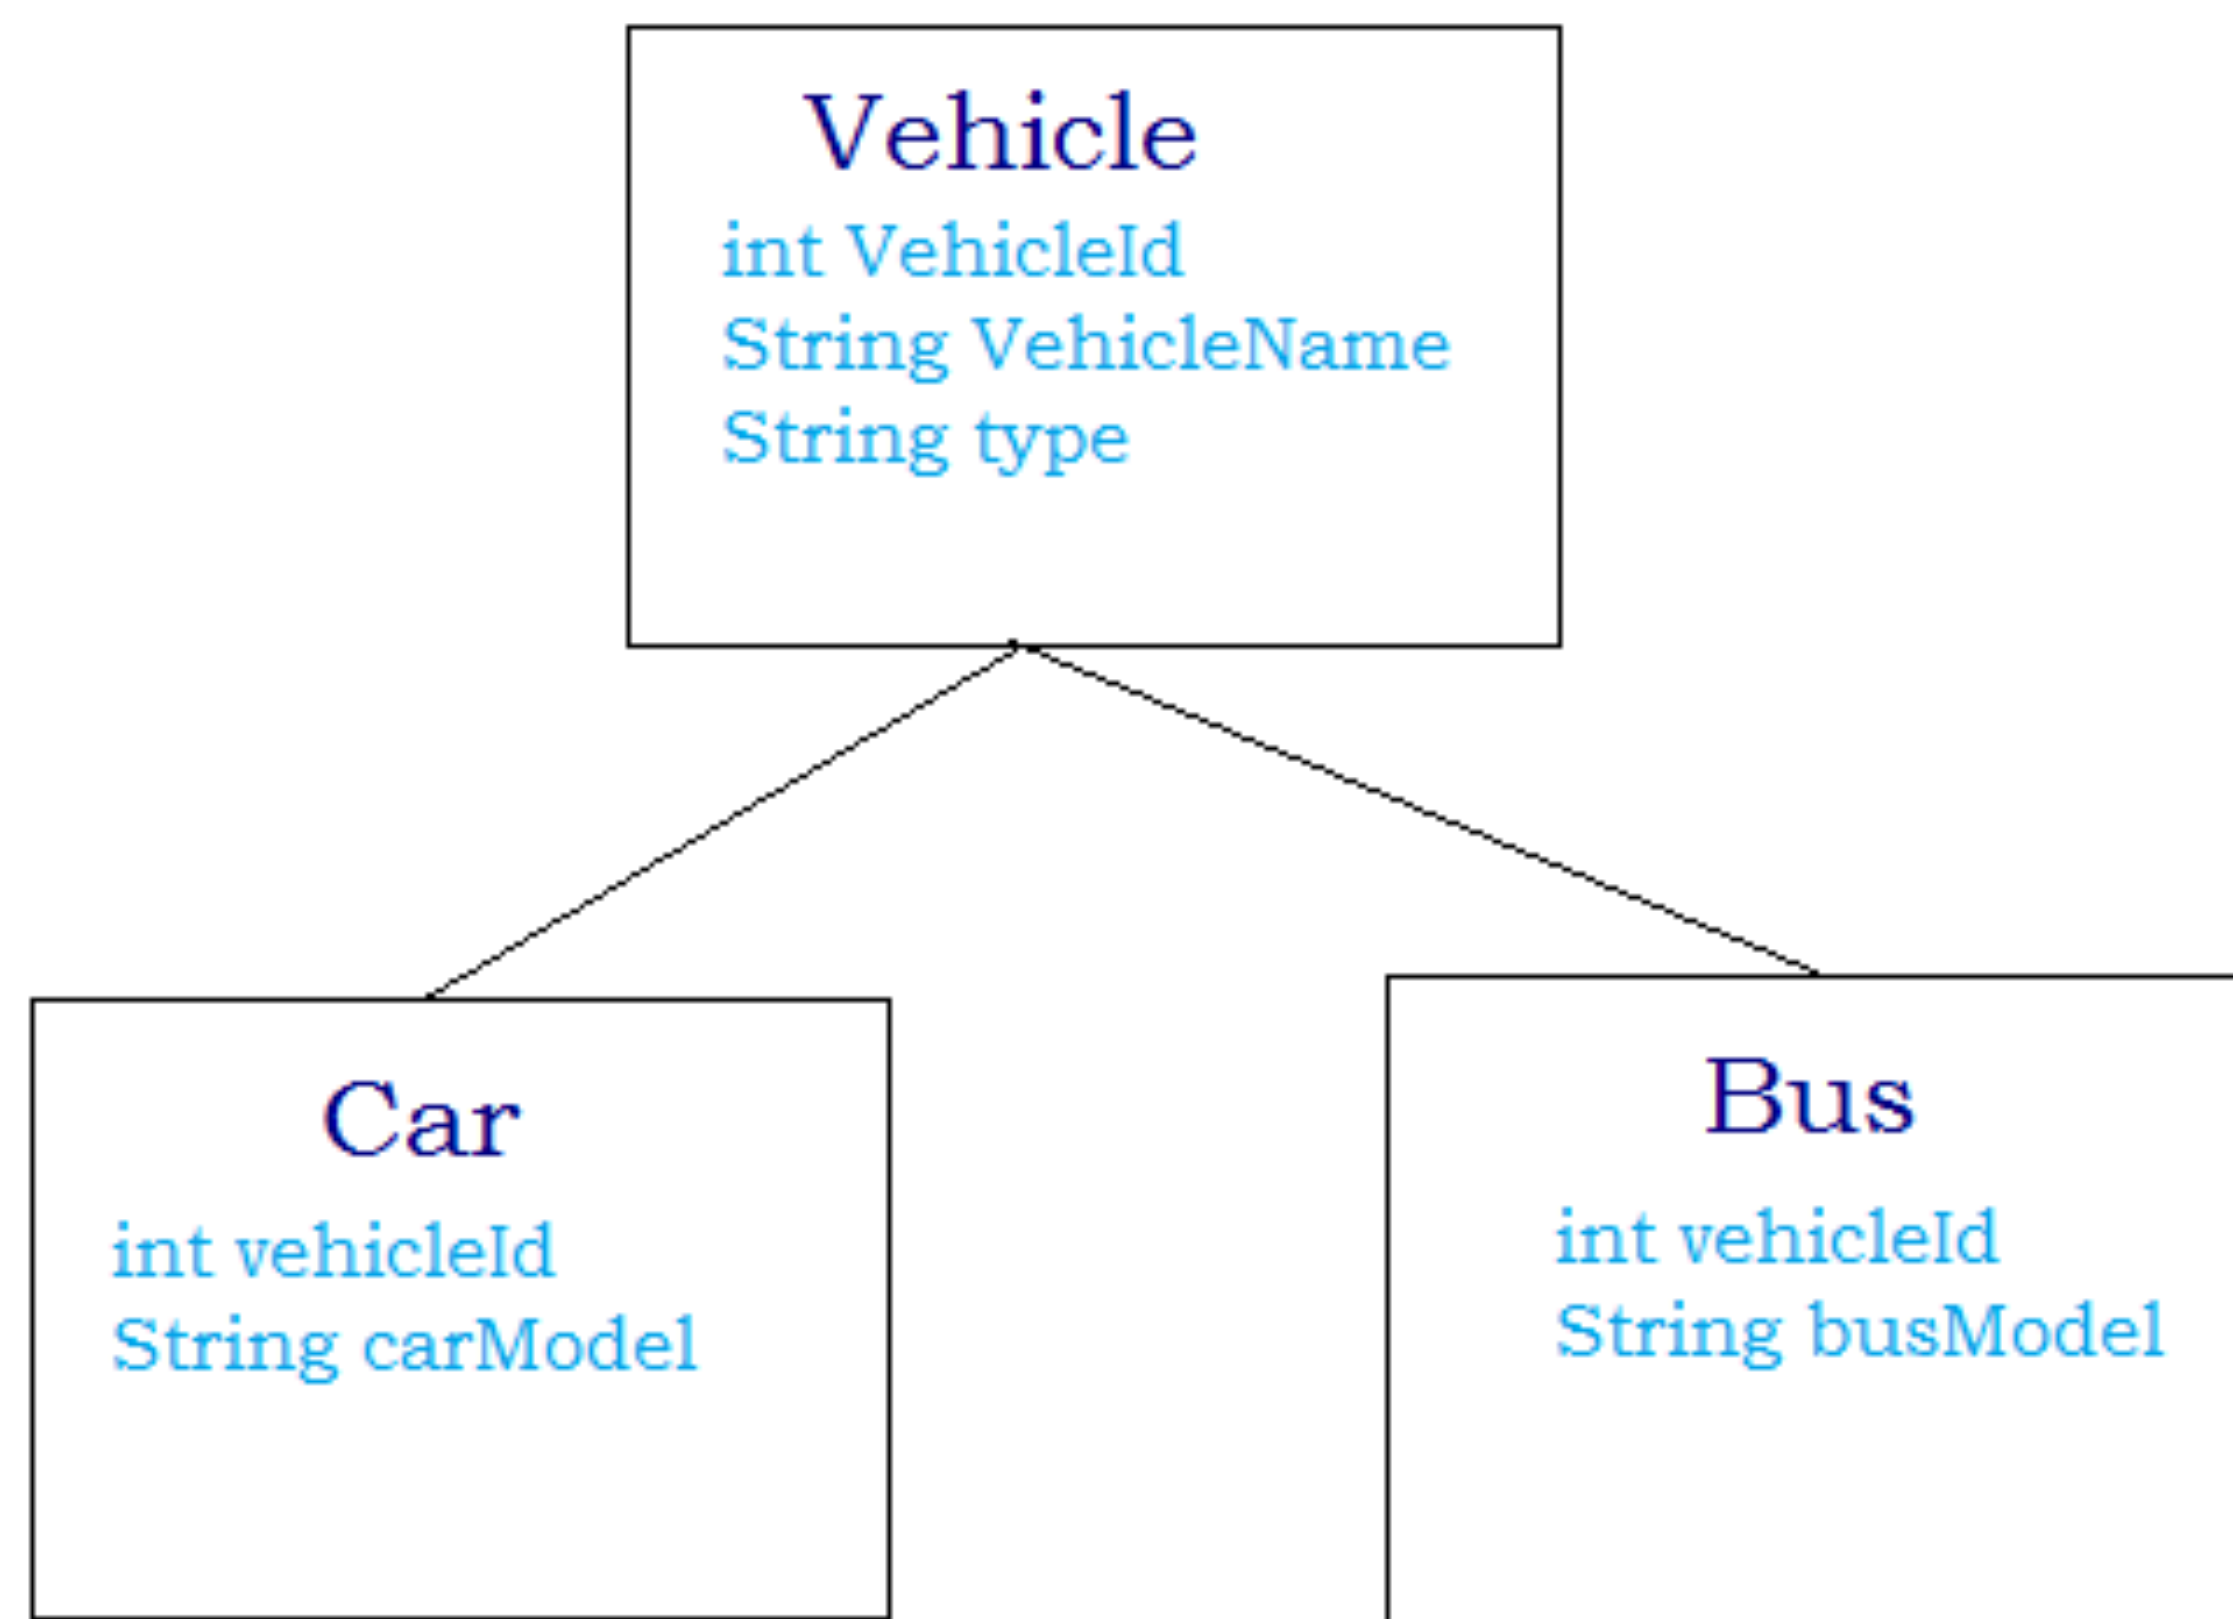 Vehicle
int VehicleId
String VehicleName
String type
Car
int vehicleId
String carModel
Bus
int vehicleId
String busModel